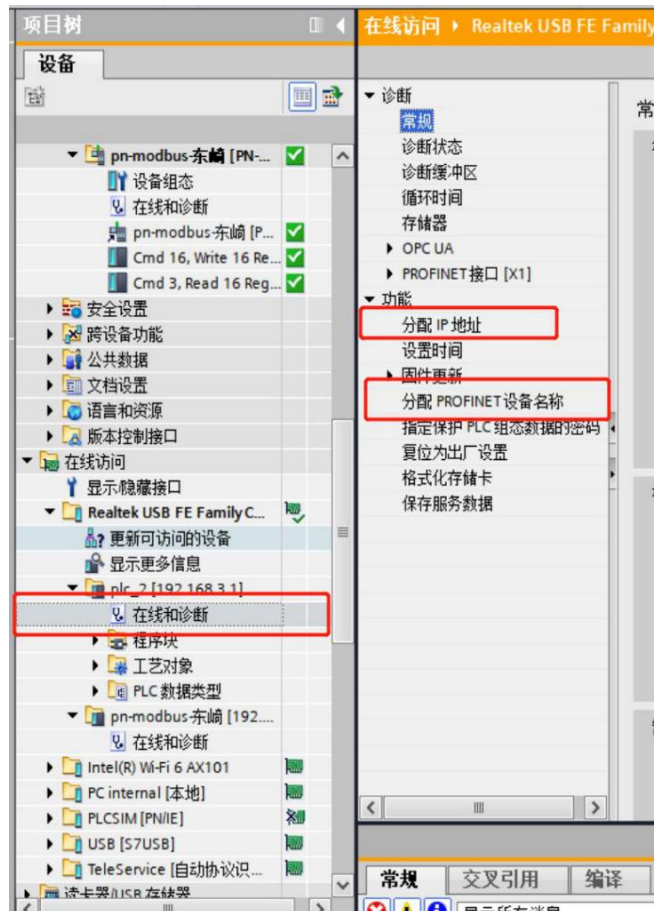 项目树
设备
pn-modbus-东崎 [PN-...
设备组态
在线和诊断
pn-modbus-东崎 [P...
Cmd 16, Write 16 Re...
Cmd 3, Read 16 Reg...
安全设置
跨设备功能
公共数据
文档设置
语言和资源
版本控制接口
在线访问
显示/隐藏接口
Realtek USB FE Family C...
更新可访问的设备
显示更多信息
plc_2 [192.168.3.1]
在线和诊断
程序块
工艺对象
PLC 数据类型
pn-modbus-东崎 [192....
在线和诊断
Intel(R) Wi-Fi 6 AX101
PC internal [本地]
PLCSIM [PN/IE]
USB [S7USB]
TeleService [自动协议识...
读卡器/USB 存储器
在线访问 ▸ Realtek USB FE Family
诊断
常规
诊断状态
诊断缓冲区
循环时间
存储器
OPC UA
PROFINET接口 [X1]
功能
分配 IP 地址
设置时间
固件更新
分配 PROFINET 设备名称
指定保护 PLC 组态数据的密码
复位为出厂设置
格式化存储卡
保存服务数据
常
常规 交叉引用 编译
显示所有消息